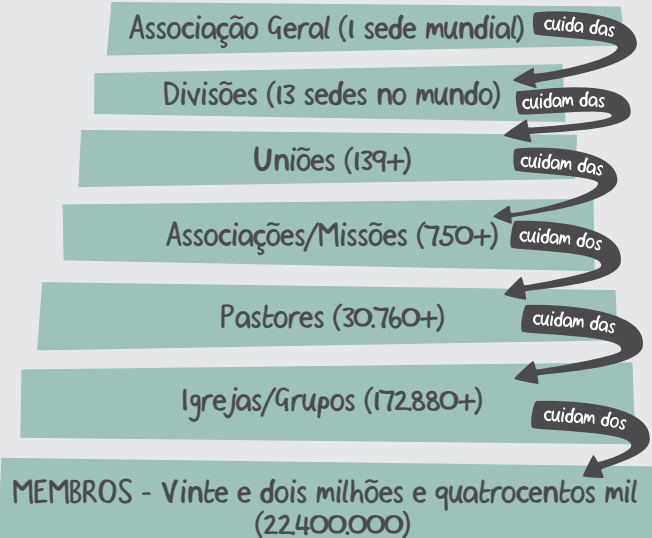 Associação Geral (1 sede mundial) cuida das
Divisões (13 sedes no mundo) cuidam das
Uniões (139+) cuidam das
Associações/Missões (750+) cuidam dos
Pastores (30.760+) cuidam das
Igrejas/Grupos (172.880+) cuidam dos
MEMBROS - Vinte e dois milhões e quatrocentos mil
(22.400.000)